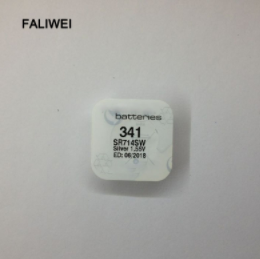 FALIWEI
batteries
341
SR714SW
Silver 1.55V
ED: 06/2018